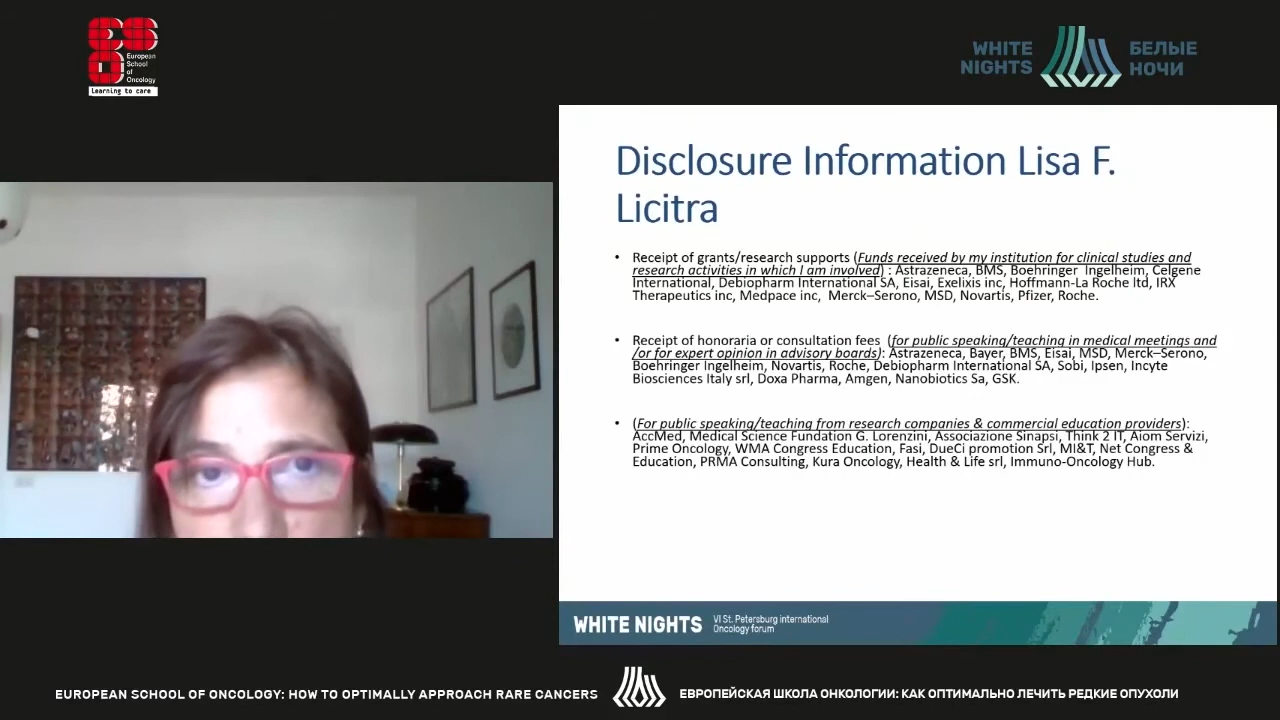 European
School
of
Oncology
Learning to care
WHITE
NIGHTS
БЕЛЫЕ
НОЧИ
Disclosure Information Lisa F.
Licitra
• Receipt of grants/research supports (Funds received by my institution for clinical studies and
research activities in which I am involved) : Astrazeneca, BMS, Boehringer Ingelheim, Celgene
International, Debiopharm International SA, Eisai, Exelixis inc, Hoffmann-La Roche ltd, IRX
Therapeutics inc, Medpace inc, Merck–Serono, MSD, Novartis, Pfizer, Roche.
• Receipt of honoraria or consultation fees (for public speaking/teaching in medical meetings and
/or for expert opinion in advisory boards): Astrazeneca, Bayer, BMS, Eisai, MSD, Merck–Serono,
Boehringer Ingelheim, Novartis, Roche, Debiopharm International SA, Sobi, Ipsen, Incyte
Biosciences Italy srl, Doxa Pharma, Amgen, Nanobiotics Sa, GSK.
• (For public speaking/teaching from research companies & commercial education providers):
AccMed, Medical Science Fundation G. Lorenzini, Associazione Sinapsi, Think 2 IT, Aiom Servizi,
Prime Oncology, WMA Congress Education, Fasi, DueCi promotion Srl, MI&T, Net Congress &
Education, PRMA Consulting, Kura Oncology, Health & Life srl, Immuno-Oncology Hub.
WHITE NIGHTS
VI St. Petersburg international
Oncology forum
EUROPEAN SCHOOL OF ONCOLOGY: HOW TO OPTIMALLY APPROACH RARE CANCERS
ЕВРОПЕЙСКАЯ ШКОЛА ОНКОЛОГИИ: КАК ОПТИМАЛЬНО ЛЕЧИТЬ РЕДКИЕ ОПУХОЛИ